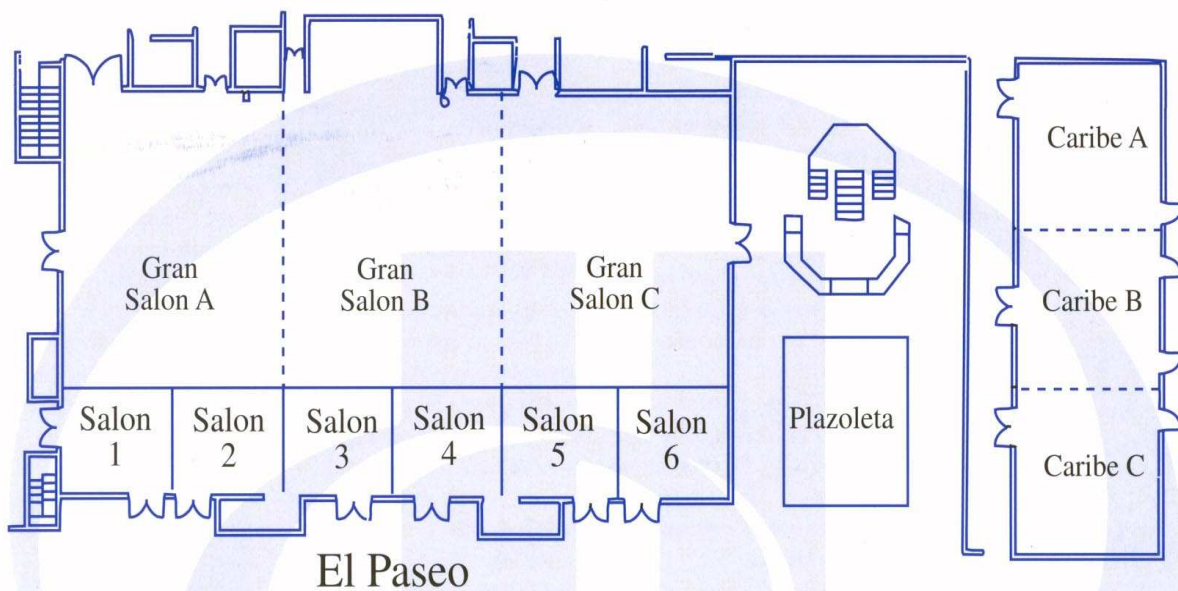 Gran
Salon A
Gran
Salon B
Gran
Salon C
Caribe A
Caribe B
Caribe C
Salon
1
Salon
2
Salon
3
Salon
4
Salon
5
Salon
6
Plazoleta
El Paseo